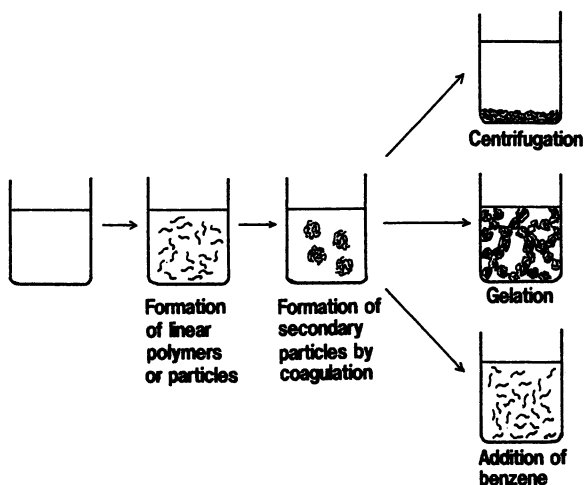 Centrifugation
Gelation
Formation
of linear
polymers
or particles
Formation of
secondary
particles by
coagulation
Addition of
benzene